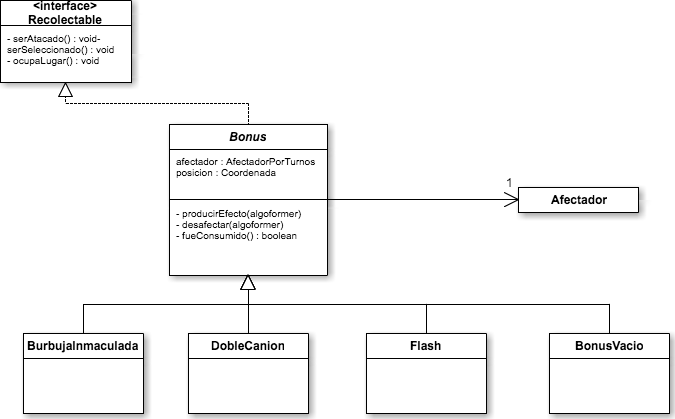 <interface>
Recolectable
- serAtacado() : void-
serSeleccionado() : void
- ocupaLugar() : void
Bonus
afectador : AfectadorPorTurnos
posicion : Coordenada
- producirEfecto(algoformer)
- desafectar(algoformer)
- fueConsumido() : boolean
1
Afectador
BurbujaInmaculada
DobleCanion
Flash
BonusVacio